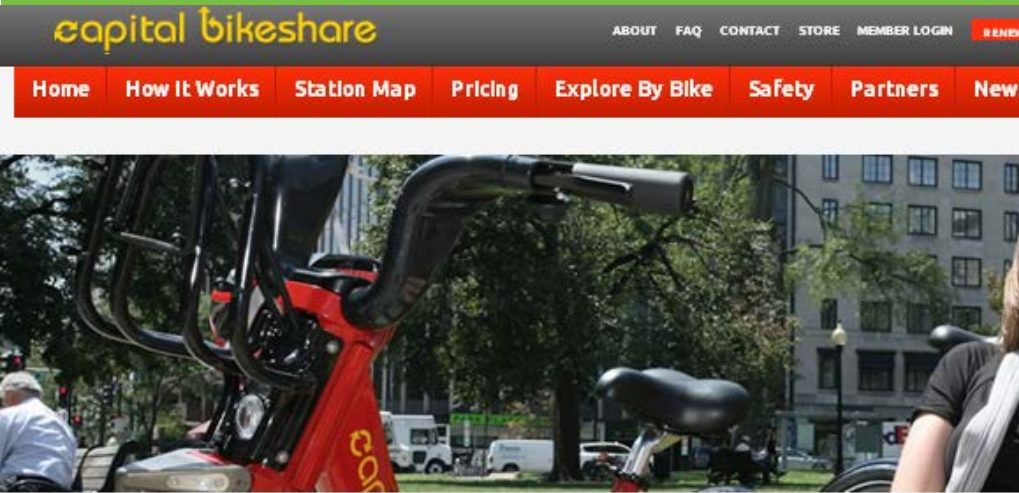 capital bikeshare
ABOUT FAQ CONTACT STORE MEMBER LOGIN
Home How It Works Station Map Pricing Explore By Bike Safety Partners New